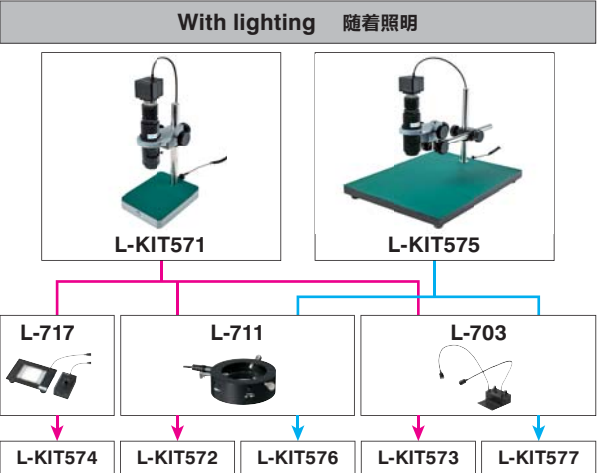 With lighting 随着照明
L-KIT571 L-KIT575
L-717 L-711 L-703
L-KIT574 L-KIT572 L-KIT576 L-KIT573 L-KIT577